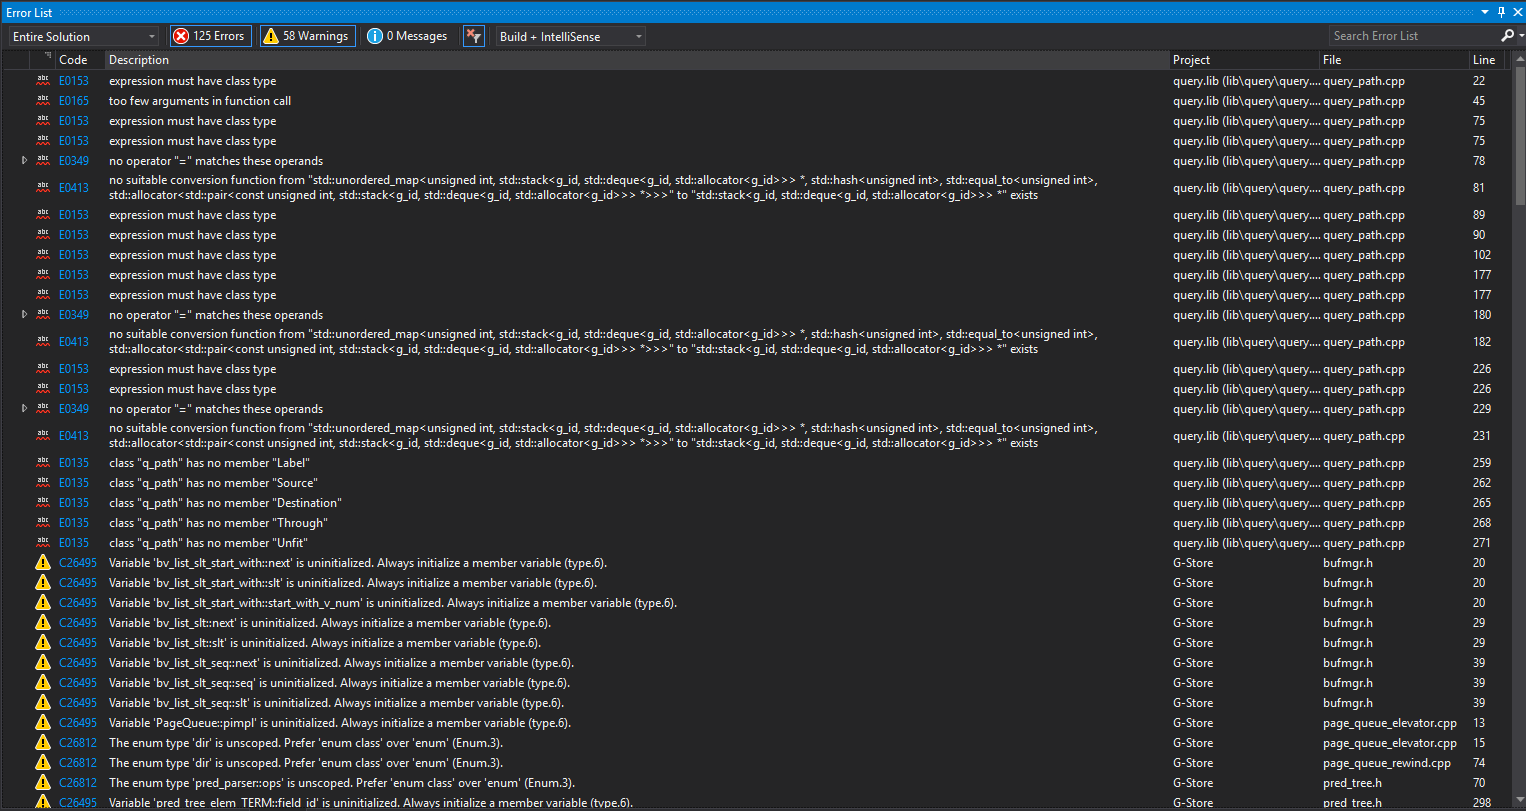 Error List
Entire Solution 125 Errors 58 Warnings 0 Messages Build + IntelliSense Search Error List
Code Description Project File Line
abc E0153 expression must have class type query.lib (lib\query\query.... query_path.cpp 22
abc E0165 too few arguments in function call query.lib (lib\query\query.... query_path.cpp 45
abc E0153 expression must have class type query.lib (lib\query\query.... query_path.cpp 75
abc E0153 expression must have class type query.lib (lib\query\query.... query_path.cpp 75
abc E0349 no operator "=" matches these operands query.lib (lib\query\query.... query_path.cpp 78
abc E0413 no suitable conversion function from "std::unordered_map<unsigned int, std::stack<g_id, std::deque<g_id, std::allocator<g_id>>> *, std::hash<unsigned int>, std::equal_to<unsigned int>, query.lib (lib\query\query.... query_path.cpp 81
std::allocator<std::pair<const unsigned int, std::stack<g_id, std::deque<g_id, std::allocator<g_id>>> *>>>" to "std::stack<g_id, std::deque<g_id, std::allocator<g_id>>> *" exists
abc E0153 expression must have class type query.lib (lib\query\query.... query_path.cpp 89
abc E0153 expression must have class type query.lib (lib\query\query.... query_path.cpp 90
abc E0153 expression must have class type query.lib (lib\query\query.... query_path.cpp 102
abc E0153 expression must have class type query.lib (lib\query\query.... query_path.cpp 177
abc E0153 expression must have class type query.lib (lib\query\query.... query_path.cpp 177
abc E0349 no operator "=" matches these operands query.lib (lib\query\query.... query_path.cpp 180
abc E0413 no suitable conversion function from "std::unordered_map<unsigned int, std::stack<g_id, std::deque<g_id, std::allocator<g_id>>> *, std::hash<unsigned int>, std::equal_to<unsigned int>, query.lib (lib\query\query.... query_path.cpp 182
std::allocator<std::pair<const unsigned int, std::stack<g_id, std::deque<g_id, std::allocator<g_id>>> *>>>" to "std::stack<g_id, std::deque<g_id, std::allocator<g_id>>> *" exists
abc E0153 expression must have class type query.lib (lib\query\query.... query_path.cpp 226
abc E0153 expression must have class type query.lib (lib\query\query.... query_path.cpp 226
abc E0349 no operator "=" matches these operands query.lib (lib\query\query.... query_path.cpp 229
abc E0413 no suitable conversion function from "std::unordered_map<unsigned int, std::stack<g_id, std::deque<g_id, std::allocator<g_id>>> *, std::hash<unsigned int>, std::equal_to<unsigned int>, query.lib (lib\query\query.... query_path.cpp 231
std::allocator<std::pair<const unsigned int, std::stack<g_id, std::deque<g_id, std::allocator<g_id>>> *>>>" to "std::stack<g_id, std::deque<g_id, std::allocator<g_id>>> *" exists
abc E0135 class "q_path" has no member "Label" query.lib (lib\query\query.... query_path.cpp 259
abc E0135 class "q_path" has no member "Source" query.lib (lib\query\query.... query_path.cpp 262
abc E0135 class "q_path" has no member "Destination" query.lib (lib\query\query.... query_path.cpp 265
abc E0135 class "q_path" has no member "Through" query.lib (lib\query\query.... query_path.cpp 268
abc E0135 class "q_path" has no member "Unfit" query.lib (lib\query\query.... query_path.cpp 271
C26495 Variable 'bv_list_slt_start_with::next' is uninitialized. Always initialize a member variable (type.6). G-Store bufmgr.h 20
C26495 Variable 'bv_list_slt_start_with::slt' is uninitialized. Always initialize a member variable (type.6). G-Store bufmgr.h 20
C26495 Variable 'bv_list_slt_start_with::start_with_v_num' is uninitialized. Always initialize a member variable (type.6). G-Store bufmgr.h 20
C26495 Variable 'bv_list_slt::next' is uninitialized. Always initialize a member variable (type.6). G-Store bufmgr.h 29
C26495 Variable 'bv_list_slt::slt' is uninitialized. Always initialize a member variable (type.6). G-Store bufmgr.h 29
C26495 Variable 'bv_list_slt_seq::next' is uninitialized. Always initialize a member variable (type.6). G-Store bufmgr.h 39
C26495 Variable 'bv_list_slt_seq::seq' is uninitialized. Always initialize a member variable (type.6). G-Store bufmgr.h 39
C26495 Variable 'bv_list_slt_seq::slt' is uninitialized. Always initialize a member variable (type.6). G-Store bufmgr.h 39
C26495 Variable 'PageQueue::pimpl' is uninitialized. Always initialize a member variable (type.6). G-Store page_queue_elevator.cpp 13
C26812 The enum type 'dir' is unscoped. Prefer 'enum class' over 'enum' (Enum.3). G-Store page_queue_elevator.cpp 15
C26812 The enum type 'dir' is unscoped. Prefer 'enum class' over 'enum' (Enum.3). G-Store page_queue_rewind.cpp 74
C26812 The enum type 'pred_parser::ops' is unscoped. Prefer 'enum class' over 'enum' (Enum.3). G-Store pred_tree.h 70
C26495 Variable 'pred_tree_elem_TERM::field_id' is uninitialized. Always initialize a member variable (type.6). G-Store pred_tree.h 298